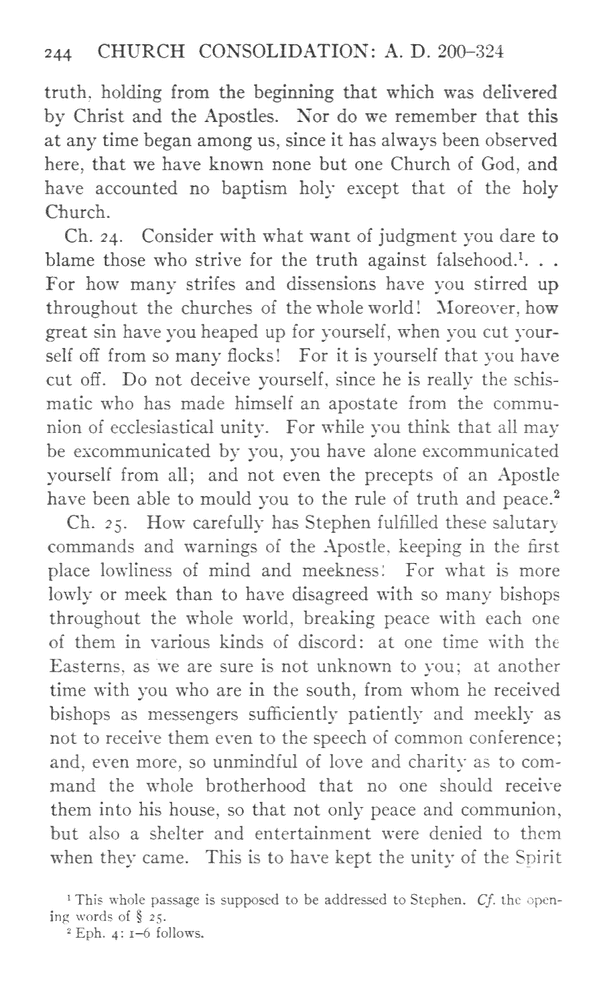 244 CHURCH CONSOLIDATION: A. D. 200–324
truth, holding from the beginning that which was delivered
by Christ and the Apostles. Nor do we remember that this
at any time began among us, since it has always been observed
here, that we have known none but one Church of God, and
have accounted no baptism holy except that of the holy
Church.
Ch. 24. Consider with what want of judgment you dare to
blame those who strive for the truth against falsehood.¹. . .
For how many strifes and dissensions have you stirred up
throughout the churches of the whole world! Moreover, how
great sin have you heaped up for yourself, when you cut your-
self off from so many flocks! For it is yourself that you have
cut off. Do not deceive yourself, since he is really the schis-
matic who has made himself an apostate from the commu-
nion of ecclesiastical unity. For while you think that all may
be excommunicated by you, you have alone excommunicated
yourself from all; and not even the precepts of an Apostle
have been able to mould you to the rule of truth and peace.²
Ch. 25. How carefully has Stephen fulfilled these salutary
commands and warnings of the Apostle, keeping in the first
place lowliness of mind and meekness! For what is more
lowly or meek than to have disagreed with so many bishops
throughout the whole world, breaking peace with each one
of them in various kinds of discord: at one time with the
Easterns, as we are sure is not unknown to you; at another
time with you who are in the south, from whom he received
bishops as messengers sufficiently patiently and meekly as
not to receive them even to the speech of common conference;
and, even more, so unmindful of love and charity as to com-
mand the whole brotherhood that no one should receive
them into his house, so that not only peace and communion,
but also a shelter and entertainment were denied to them
when they came. This is to have kept the unity of the Spirit
¹ This whole passage is supposed to be addressed to Stephen. Cf. the open-
ing words of § 25.
² Eph. 4: 1–6 follows.